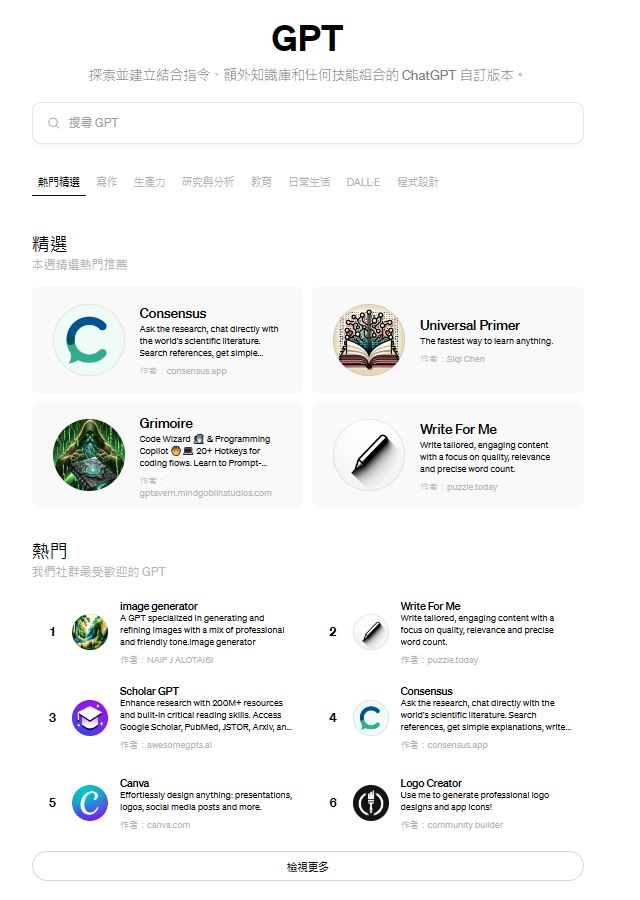 GPT
探索並建立結合指令、額外知識庫和任何技能組合的 ChatGPT 自訂版本。
搜尋 GPT
熱門精選 寫作 生產力 研究與分析 教育 日常生活 DALL·E 程式設計
精選
本週精選熱門推薦
Consensus
Ask the research, chat directly with
the world's scientific literature.
Search references, get simple...
作者：consensus.app
Universal Primer
The fastest way to learn anything.
作者：Siqi Chen
Grimoire
Code Wizard 🧙‍♂️ & Programming
Copilot 👨‍💻 20+ Hotkeys for
coding flows. Learn to Prompt-...
作者：
gptavern.mindgoblinstudios.com
Write For Me
Write tailored, engaging content
with a focus on quality, relevance
and precise word count.
作者：puzzle.today
熱門
我們社群最受歡迎的 GPT
1
image generator
A GPT specialized in generating and
refining images with a mix of professional
and friendly tone.image generator
作者：NAIF J ALOTAIBI
2
Write For Me
Write tailored, engaging content with a
focus on quality, relevance and precise
word count.
作者：puzzle.today
3
Scholar GPT
Enhance research with 200M+ resources
and built-in critical reading skills. Access
Google Scholar, PubMed, JSTOR, Arxiv, an...
作者：awesomegpts.ai
4
Consensus
Ask the research, chat directly with the
world's scientific literature. Search
references, get simple explanations, write...
作者：consensus.app
5
Canva
Effortlessly design anything: presentations,
logos, social media posts and more.
作者：canva.com
6
Logo Creator
Use me to generate professional logo
designs and app icons!
作者：community builder
檢視更多